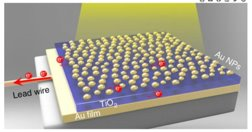 Au NPs
e⁻ e⁻ e⁻
e⁻
e⁻
Lead wire
TiO₂
Au film